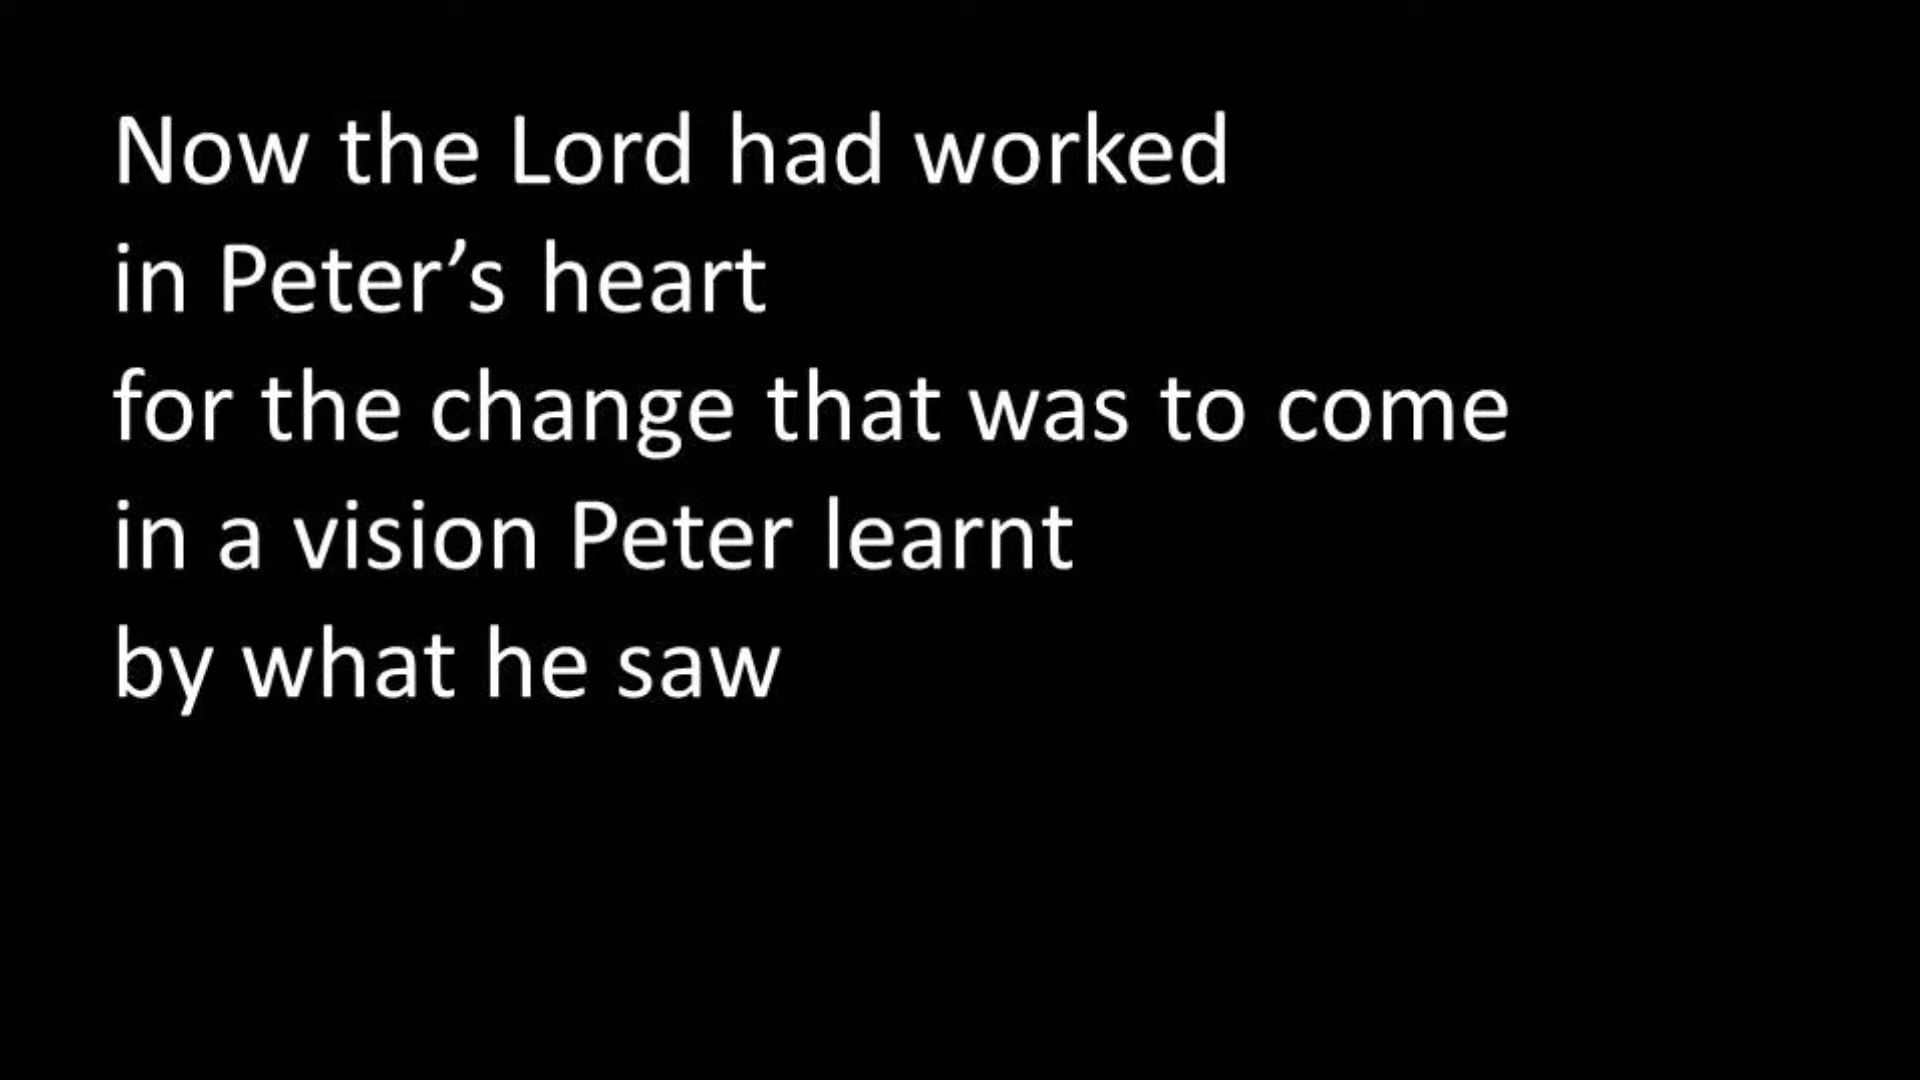 Now the Lord had worked
in Peter’s heart
for the change that was to come
in a vision Peter learnt
by what he saw